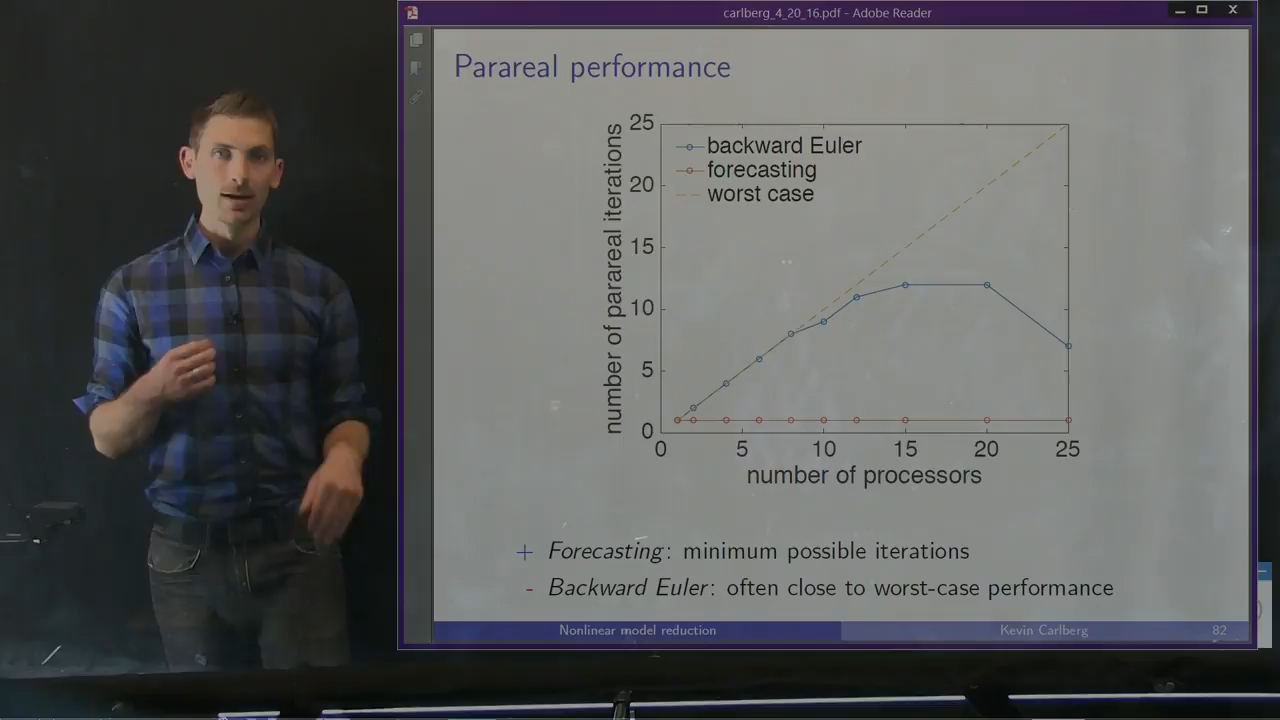 carlberg_4_20_16.pdf - Adobe Reader
Parareal performance
25
20
15
10
5
0
number of parareal iterations
backward Euler
forecasting
worst case
0 5 10 15 20 25
number of processors
+ Forecasting: minimum possible iterations
- Backward Euler: often close to worst-case performance
Nonlinear model reduction Kevin Carlberg 82